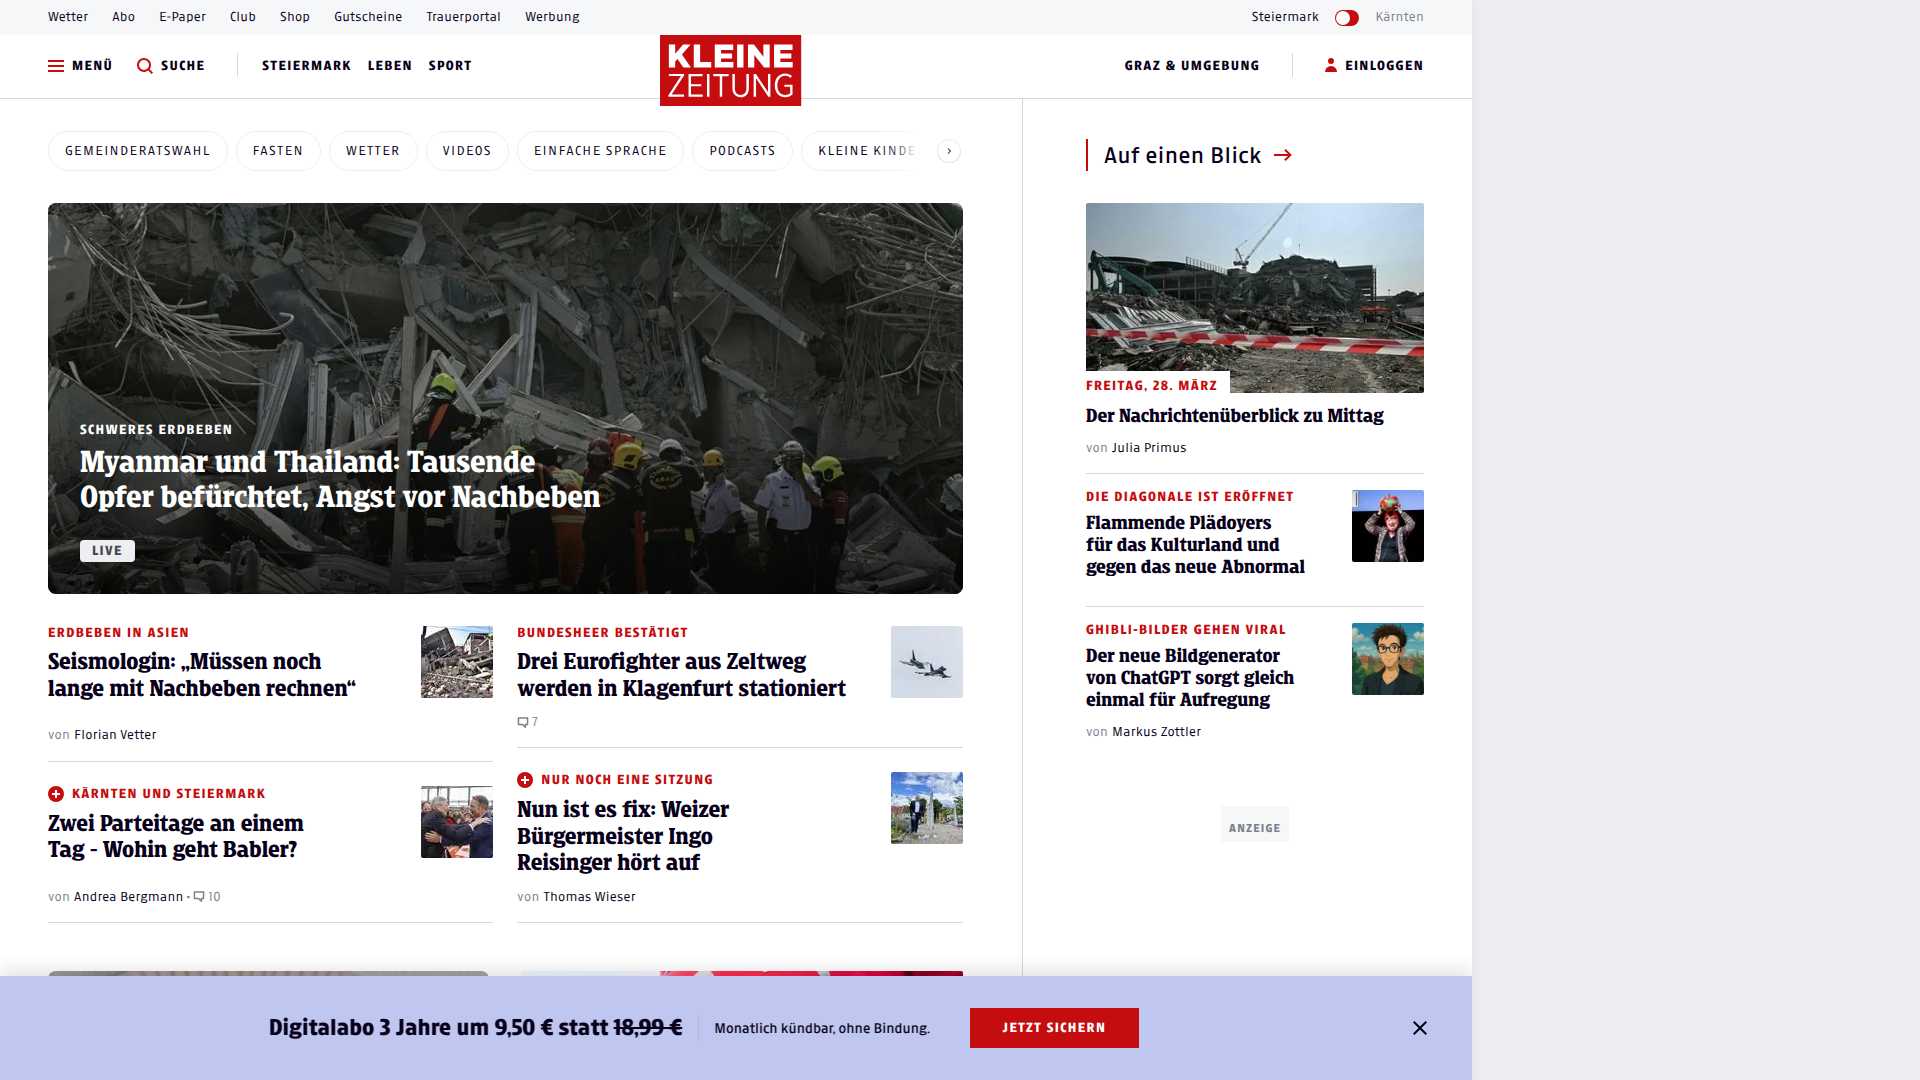 Wetter Abo E-Paper Club Shop Gutscheine Trauerportal Werbung Steiermark Kärnten
MENÜ SUCHE STEIERMARK LEBEN SPORT KLEINE ZEITUNG GRAZ & UMGEBUNG EINLOGGEN
GEMEINDERATSWAHL FASTEN WETTER VIDEOS EINFACHE SPRACHE PODCASTS KLEINE KINDE
SCHWERES ERDBEBEN
Myanmar und Thailand: Tausende
Opfer befürchtet, Angst vor Nachbeben
LIVE
ERDBEBEN IN ASIEN
Seismologin: „Müssen noch
lange mit Nachbeben rechnen“
von Florian Vetter
KÄRNTEN UND STEIERMARK
Zwei Parteitage an einem
Tag - Wohin geht Babler?
von Andrea Bergmann · 10
BUNDESHEER BESTÄTIGT
Drei Eurofighter aus Zeltweg
werden in Klagenfurt stationiert
7
NUR NOCH EINE SITZUNG
Nun ist es fix: Weizer
Bürgermeister Ingo
Reisinger hört auf
von Thomas Wieser
Auf einen Blick
FREITAG, 28. MÄRZ
Der Nachrichtenüberblick zu Mittag
von Julia Primus
DIE DIAGONALE IST ERÖFFNET
Flammende Plädoyers
für das Kulturland und
gegen das neue Abnormal
GHIBLI-BILDER GEHEN VIRAL
Der neue Bildgenerator
von ChatGPT sorgt gleich
einmal für Aufregung
von Markus Zottler
ANZEIGE
Digitalabo 3 Jahre um 9,50 € statt 18,99 € Monatlich kündbar, ohne Bindung. JETZT SICHERN